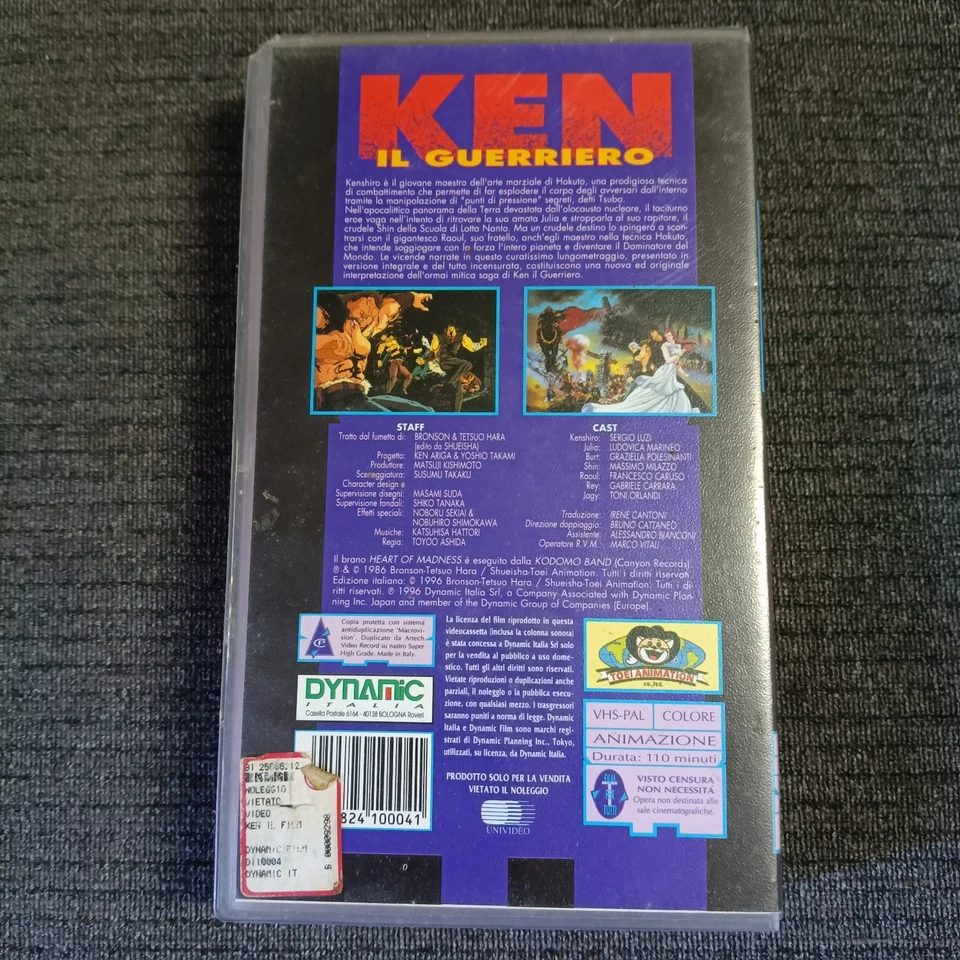 KEN
IL GUERRIERO
Kenshiro è il giovane maestro dell'arte marziale di Hokuto, una prodigiosa tecnica
di combattimento che permette di far esplodere il corpo degli avversari dall'interno
tramite la manipolazione di "punti di pressione" segreti, detti Tsubo.
Nell'apocalittico panorama della Terra devastata dall'olocausto nucleare, il taciturno
eroe vaga nell'intento di ritrovare la sua amata Julia e strapparla al suo rapitore, il
crudele Shin della Scuola di Lotta Nanto. Ma un crudele destino lo spingerà a scon-
trarsi con il gigantesco Raoul, suo fratello, anch'egli maestro nella tecnica Hokuto,
che intende soggiogare con la forza l'intero pianeta e diventare il Dominatore del
Mondo. Le vicende narrate in questo curatissimo lungometraggio, presentato in
versione integrale e del tutto incensurata, costituiscono una nuova ed originale
interpretazione dell'ormai mitica saga di Ken il Guerriero.
STAFF
Tratto dal fumetto di: BRONSON & TETSUO HARA
(edito da SHUEISHA)
Progetto: KEN ARIGA & YOSHIO TAKAMI
Produttore: MATSUJI KISHIMOTO
Sceneggiatura: SUSUMU TAKAKU
Character design e
Supervisione disegni: MASAMI SUDA
Supervisione fondali: SHIKO TANAKA
Effetti speciali: NOBORU SEKIAI &
NOBUHIRO SHIMOKAWA
Musiche: KATSUHISA HATTORI
Regia: TOYOO ASHIDA
CAST
Kenshiro: SERGIO LUZI
Julia: LUDOVICA MARINEO
Burt: GRAZIELLA POLESINANTI
Shin: MASSIMO MILAZZO
Raoul: FRANCESCO CARUSO
Rey: GABRIELE CARRARA
Jagy: TONI ORLANDI
Traduzione: IRENE CANTONI
Direzione doppiaggio: BRUNO CATTANEO
Assistente: ALESSANDRO BIANCONI
Operatore R.V.M.: MARCO VITALI
Il brano HEART OF MADNESS è eseguito dalla KODOMO BAND (Canyon Records).
℗ & © 1986 Bronson-Tetsuo Hara / Shueisha-Toei Animation. Tutti i diritti riservati.
Edizione italiana: © 1996 Bronson-Tetsuo Hara / Shueisha-Toei Animation. Tutti i di-
ritti riservati. ℗ 1996 Dynamic Italia Srl, a Company Associated with Dynamic Plan-
ning Inc. Japan and member of the Dynamic Group of Companies (Europe).
Copia protetta con sistema
antiduplicazione 'Macrovi-
sion'. Duplicato da Artech
Video Record su nastro Super
High Grade. Made in Italy.
DYNAMIC
ITALIA
Casella Postale 6164 - 40138 BOLOGNA Roveri
La licenza del film riprodotto in questa
videocassetta (inclusa la colonna sonora)
è stata concessa a Dynamic Italia Srl solo
per la vendita al pubblico a uso dome-
stico. Tutti gli altri diritti sono riservati.
Vietate riproduzioni o duplicazioni anche
parziali, il noleggio o la pubblica esecu-
zione, con qualsiasi mezzo. I trasgressori
saranno puniti a norma di legge. Dynamic
Italia e Dynamic Film sono marchi regi-
strati di Dynamic Planning Inc., Tokyo,
utilizzati, su licenza, da Dynamic Italia.
PRODOTTO SOLO PER LA VENDITA
VIETATO IL NOLEGGIO
UNIVIDEO
TOEI ANIMATION
CO., LTD.
VHS-PAL COLORE
ANIMAZIONE
Durata: 110 minuti
FILM
PER
TUTTI
VISTO CENSURA
NON NECESSITÀ
Opera non destinata alle
sale cinematografiche.
824 100041
NOLEGGIO
VIETATO
VIDEO
KEN IL FILM
DYNAMIC FILM
DI10004
DYNAMIC IT